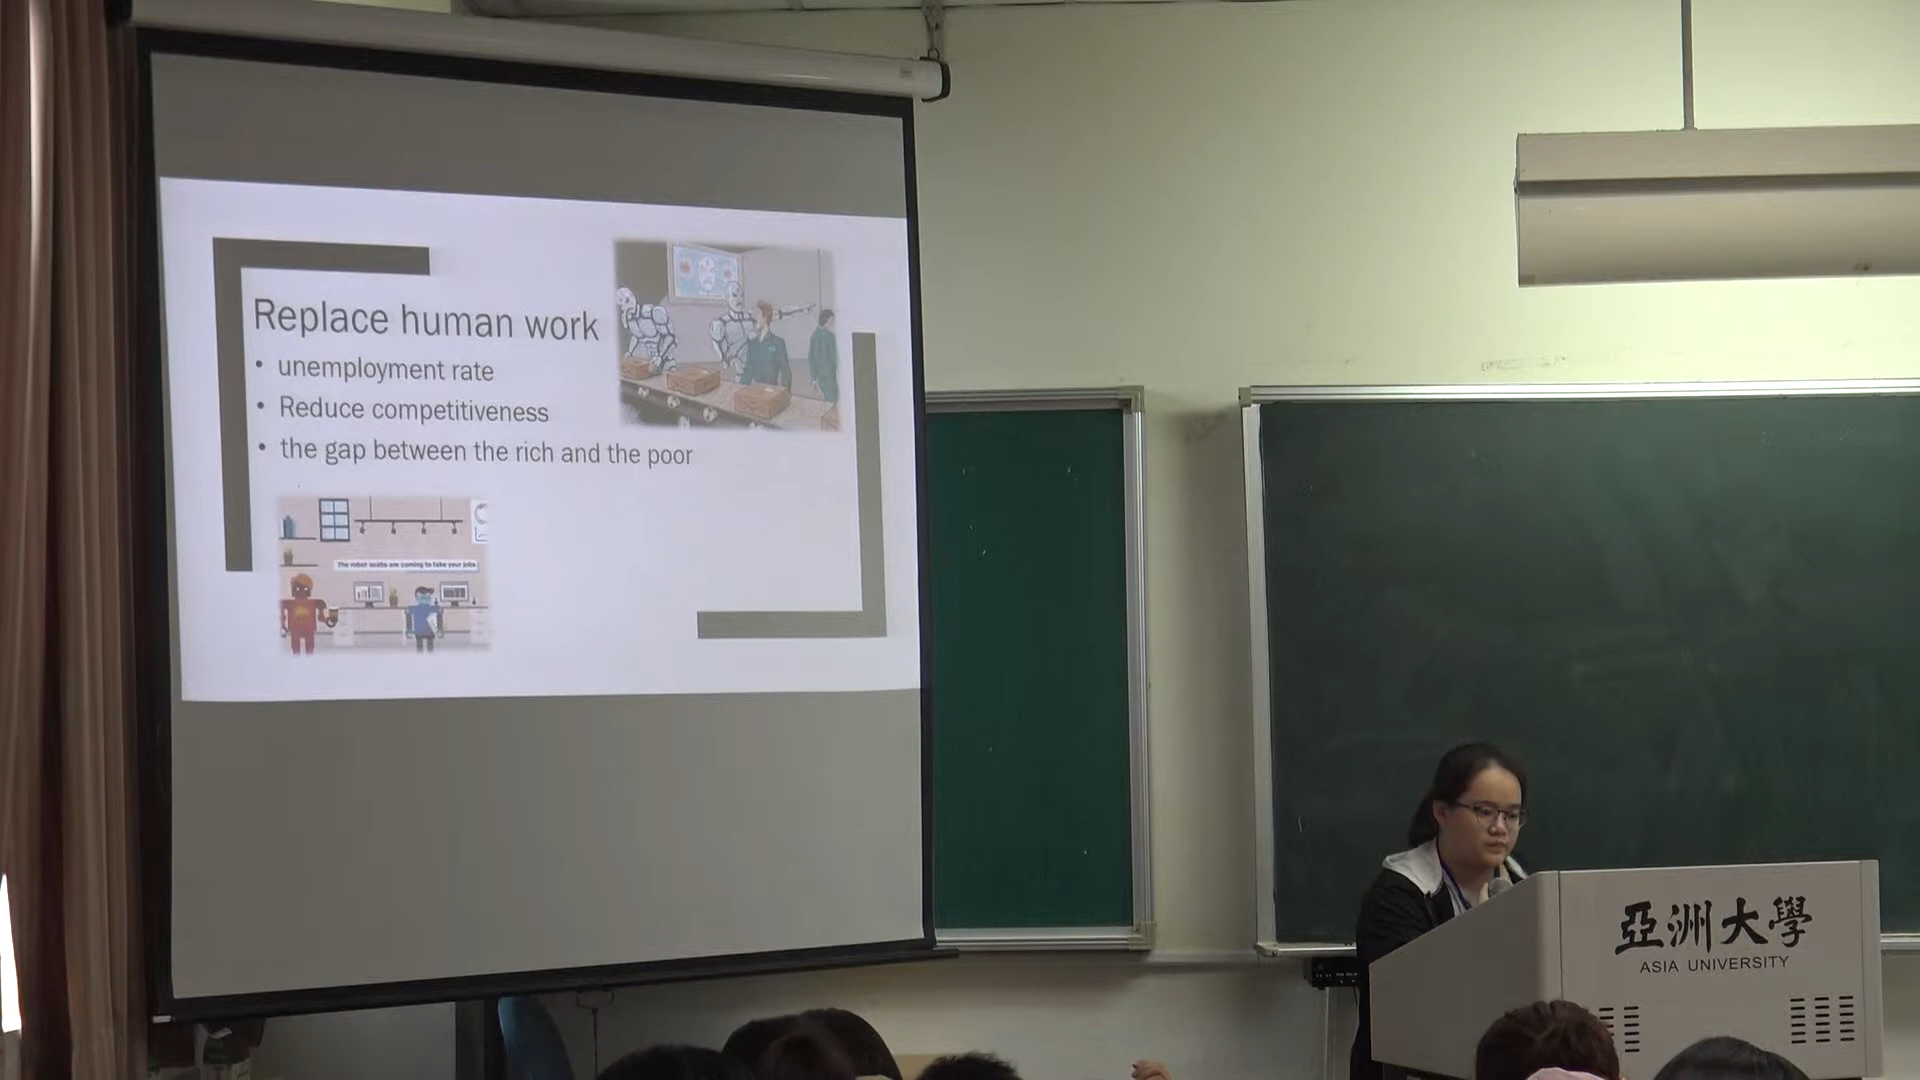 Replace human work
• unemployment rate
• Reduce competitiveness
• the gap between the rich and the poor
The robot scabs are coming to take your jobs
亞洲大學
ASIA UNIVERSITY